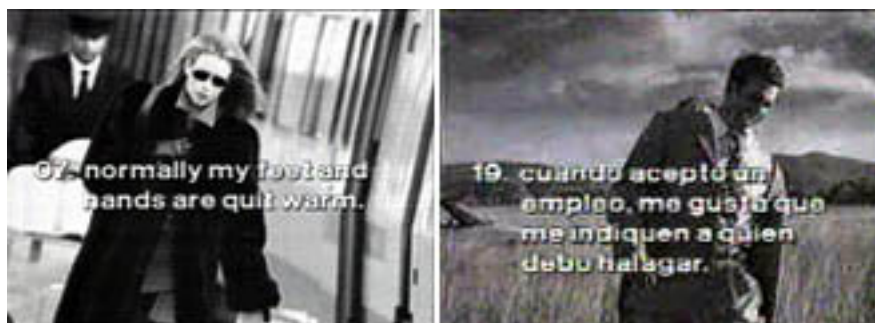 07. normally my feet and
hands are quit warm.
19. cuando acepto un
empleo, me gusta que
me indiquen a quien
debo halagar.